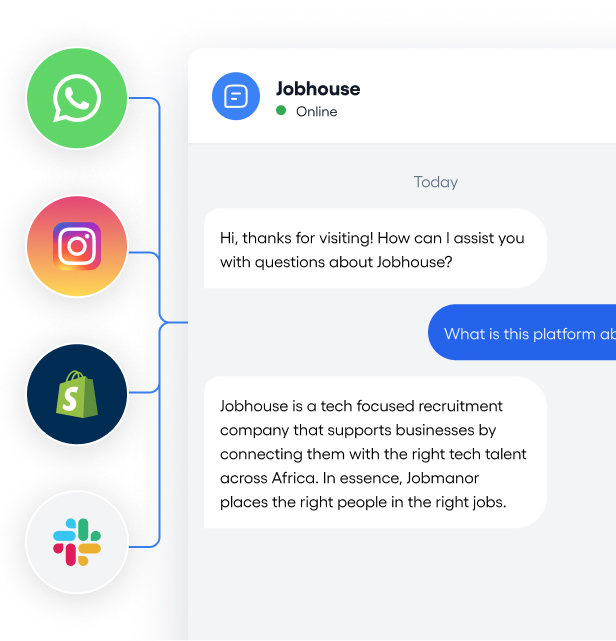 Jobhouse
Online
Today
Hi, thanks for visiting! How can I assist you
with questions about Jobhouse?
What is this platform
Jobhouse is a tech focused recruitment
company that supports businesses by
connecting them with the right tech talent
across Africa. In essence, Jobmanor
places the right people in the right jobs.